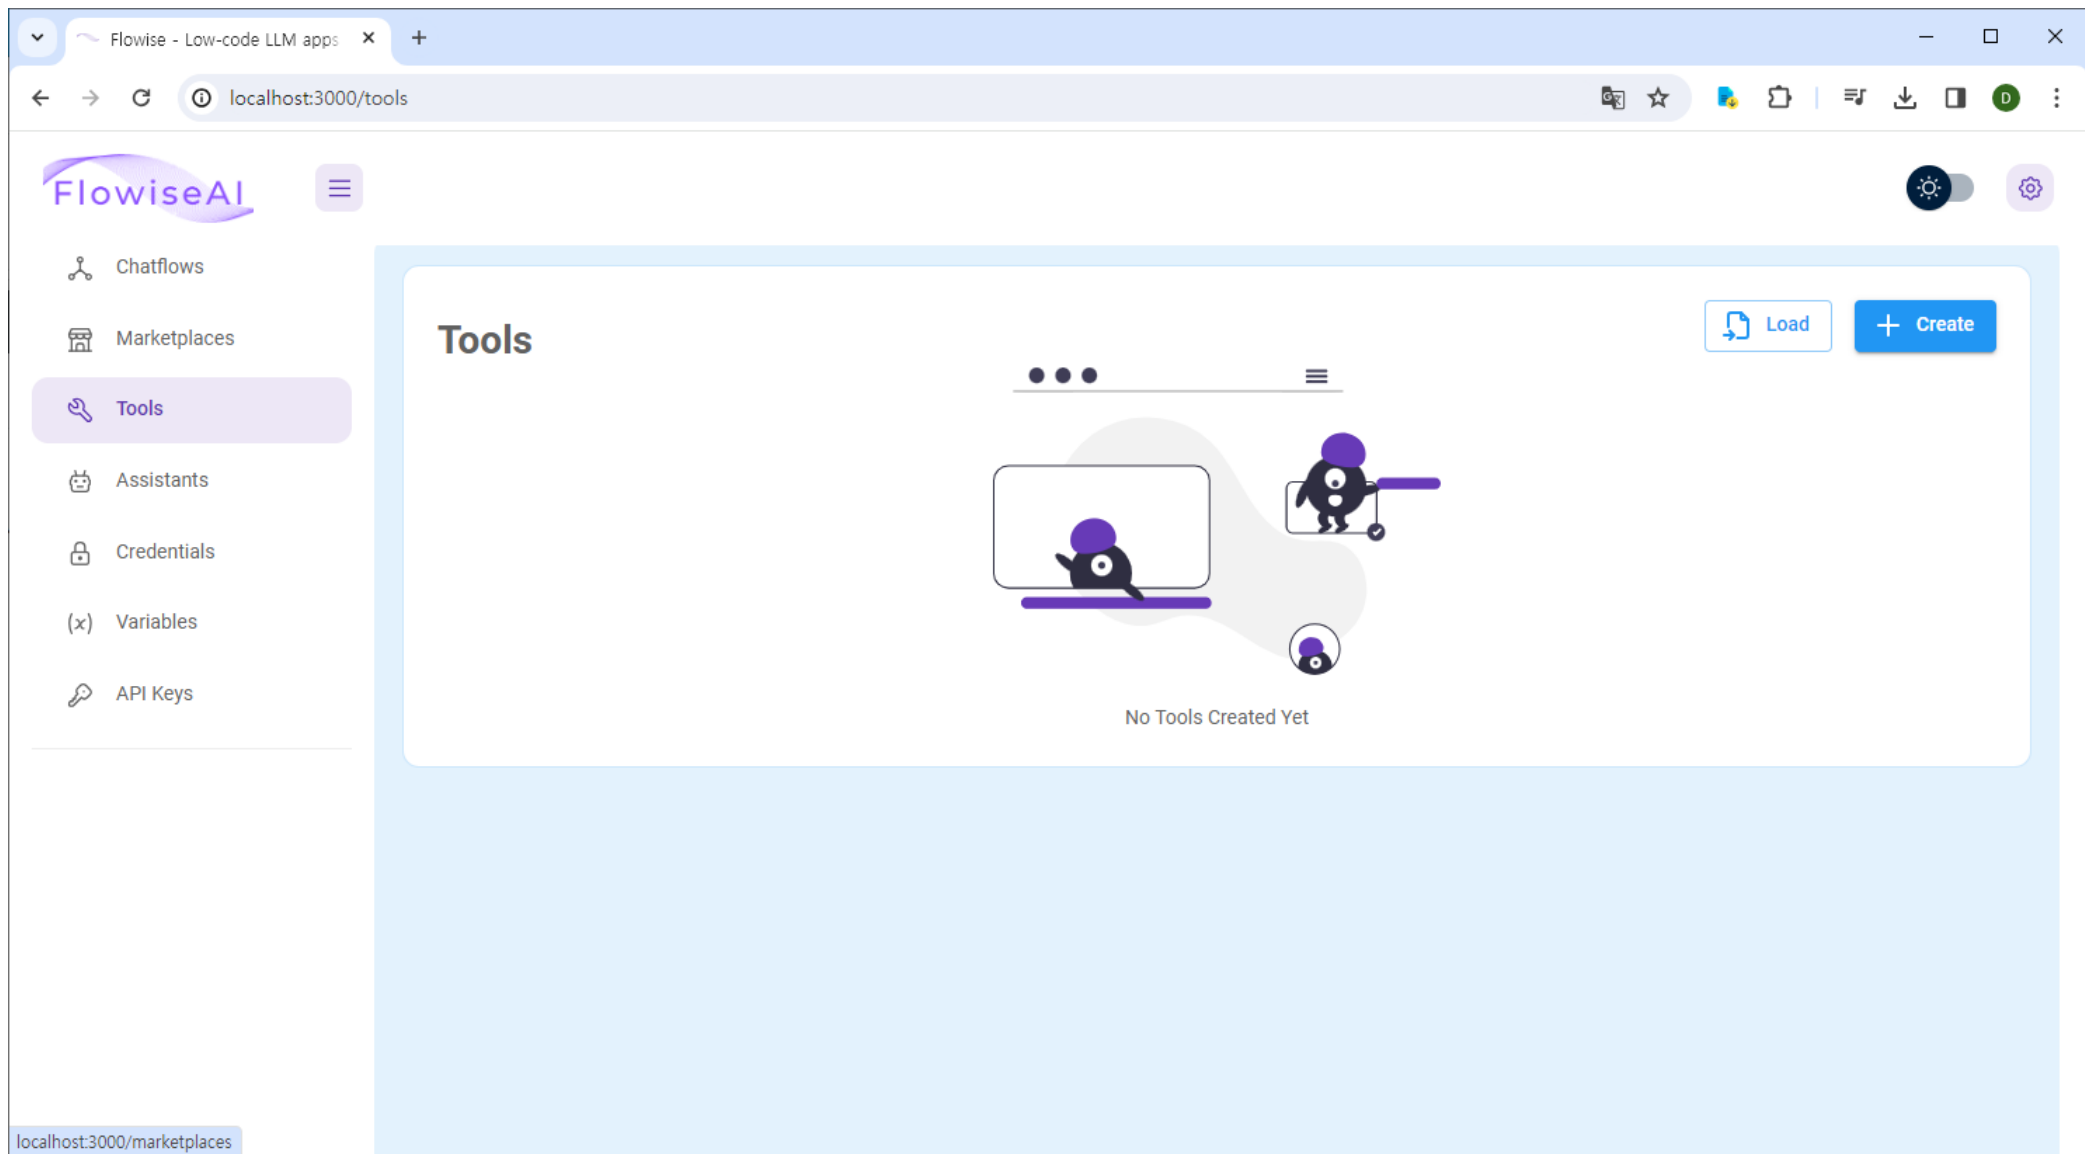 Flowise - Low-code LLM apps
localhost:3000/tools
D
FlowiseAI
Chatflows
Marketplaces
Tools
Assistants
Credentials
(x) Variables
API Keys
Tools
Load
Create
No Tools Created Yet
localhost:3000/marketplaces